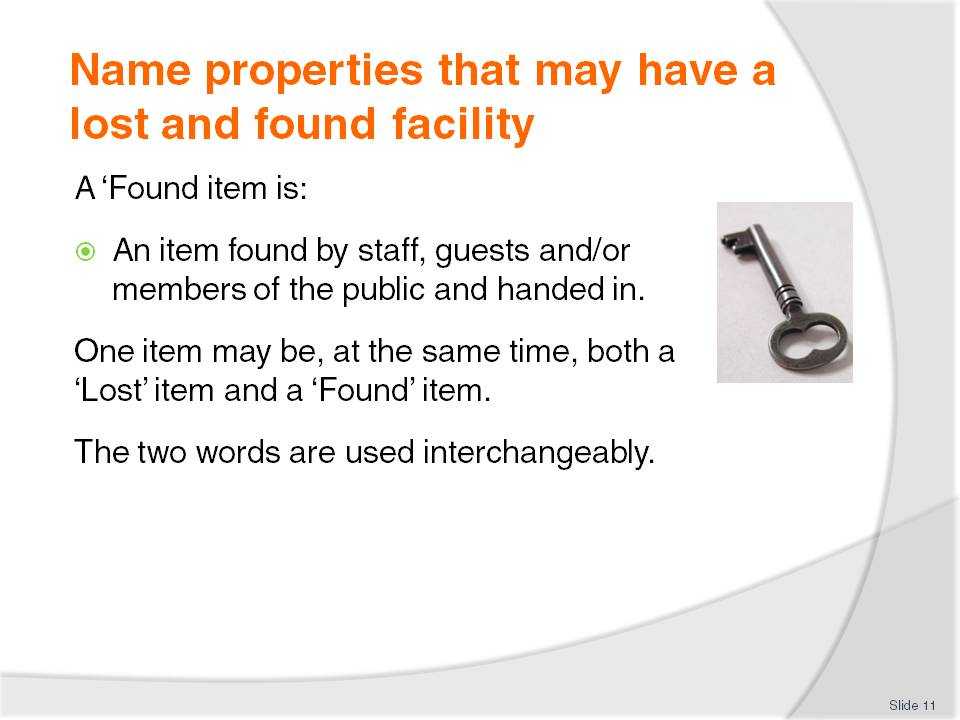 Name properties that may have a
lost and found facility
A ‘Found item is:
An item found by staff, guests and/or
members of the public and handed in.
One item may be, at the same time, both a
‘Lost’ item and a ‘Found’ item.
The two words are used interchangeably.
Slide 11